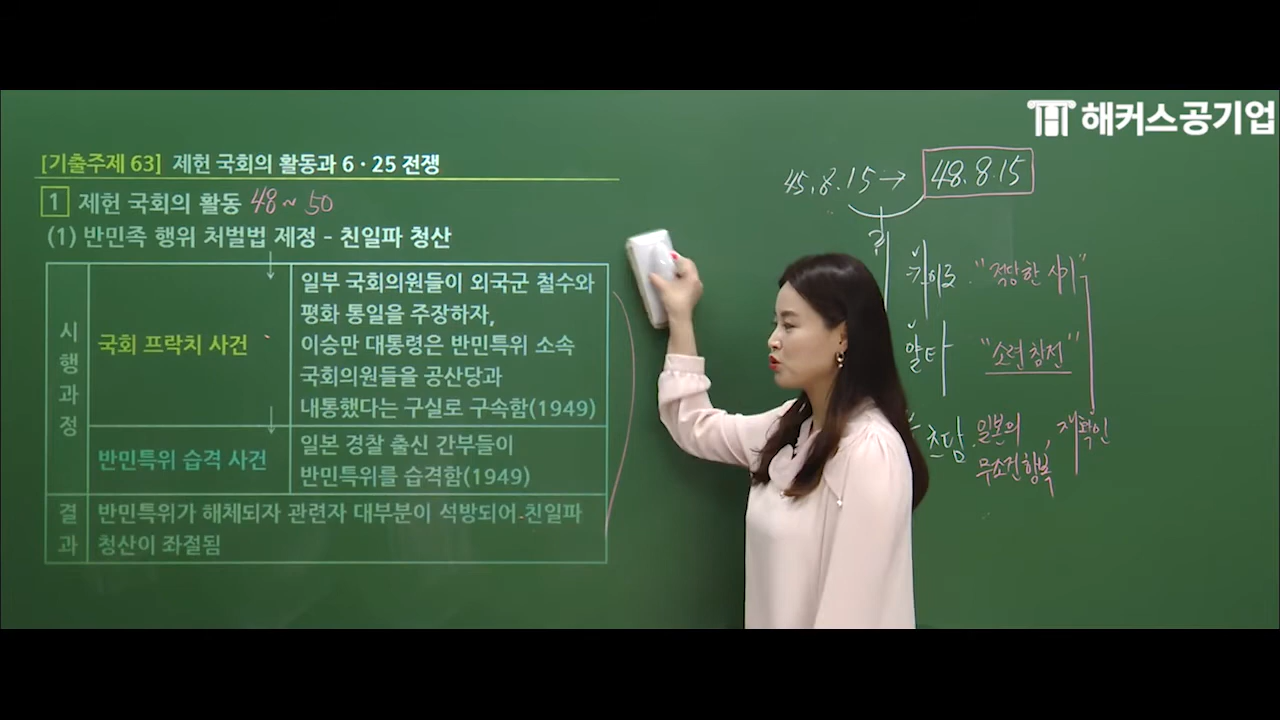 해커스공기업
[기출주제 63] 제헌 국회의 활동과 6·25 전쟁
1 제헌 국회의 활동 48~50
(1) 반민족 행위 처벌법 제정 - 친일파 청산
시행과정
국회 프락치 사건
일부 국회의원들이 외국군 철수와
평화 통일을 주장하자,
이승만 대통령은 반민특위 소속
국회의원들을 공산당과
내통했다는 구실로 구속함(1949)
반민특위 습격 사건
일본 경찰 출신 간부들이
반민특위를 습격함(1949)
결과
반민특위가 해체되자 관련자 대부분이 석방되어 친일파
청산이 좌절됨
45.8.15→ 48.8.15
?
카이로 "적당한 시기"
얄타 "소련 참전"
츠담 일본의 , 재확인
무조건 항복